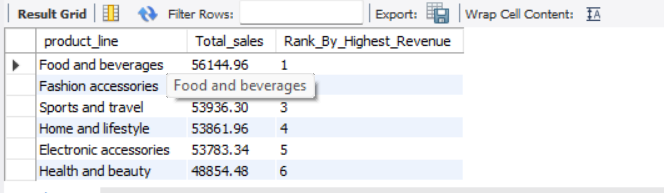 Result Grid Filter Rows: Export: Wrap Cell Content: IA
product_line Total_sales Rank_By_Highest_Revenue
Food and beverages 56144.96 1
Fashion accessories Food and beverages
Sports and travel 53936.30 3
Home and lifestyle 53861.96 4
Electronic accessories 53783.34 5
Health and beauty 48854.48 6